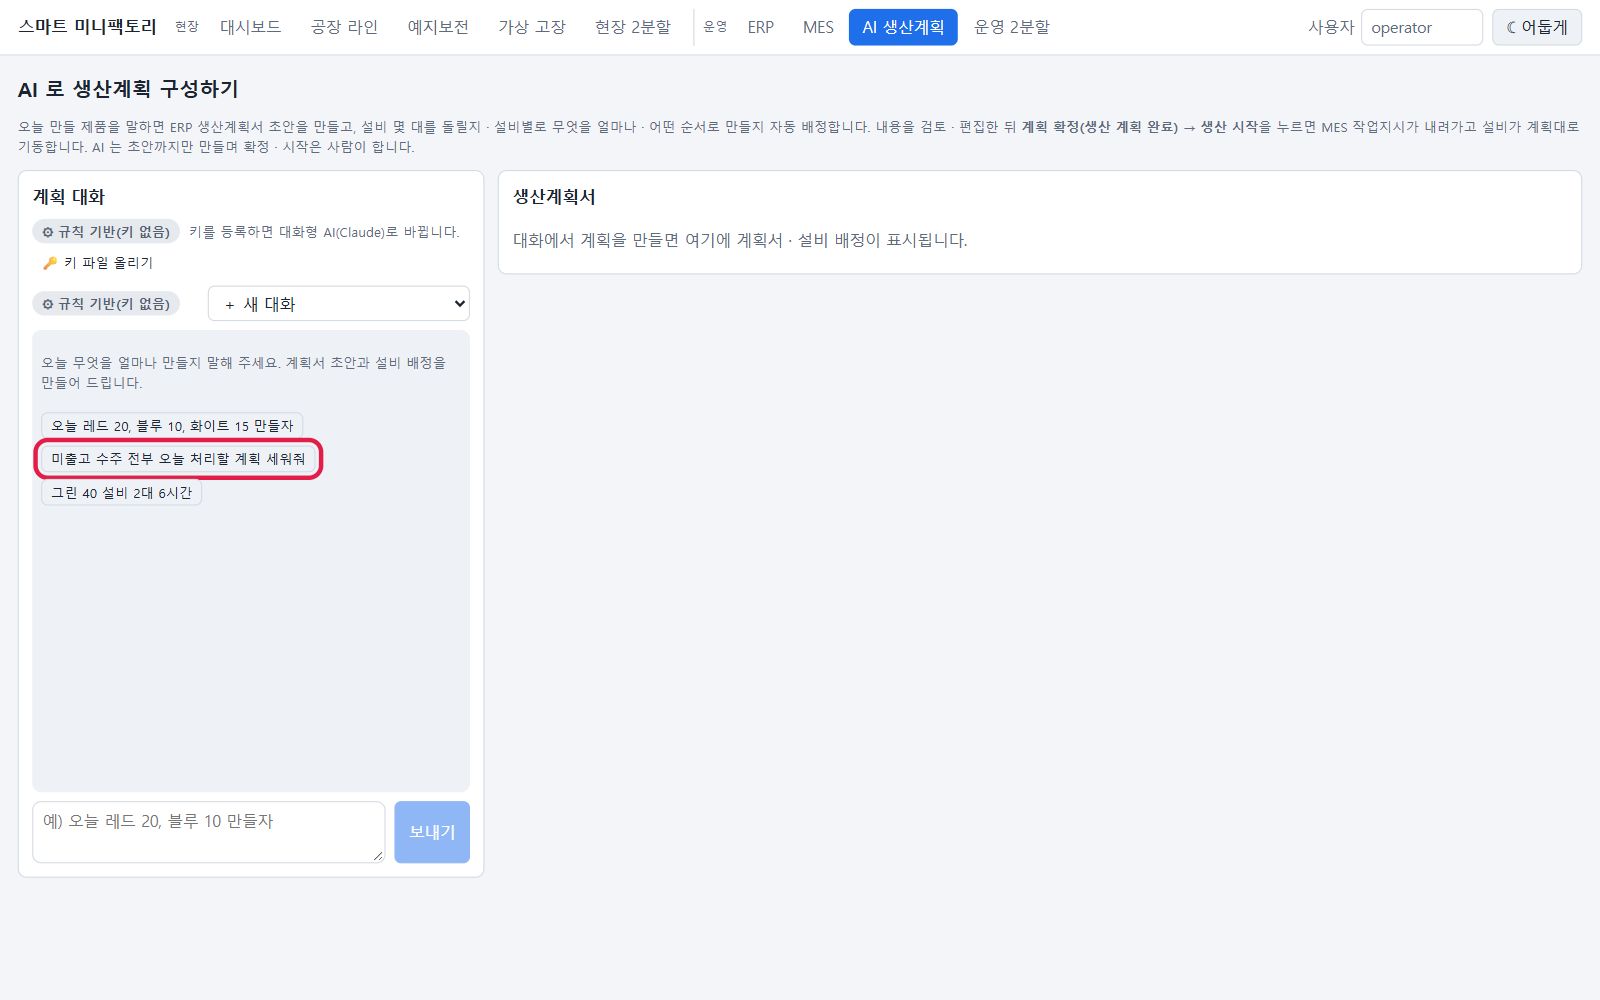 스마트 미니팩토리 현장 대시보드 공장 라인 예지보전 가상 고장 현장 2분할 운영 ERP MES AI 생산계획 운영 2분할 사용자 operator ☾ 어둡게
AI 로 생산계획 구성하기
오늘 만들 제품을 말하면 ERP 생산계획서 초안을 만들고, 설비 몇 대를 돌릴지 · 설비별로 무엇을 얼마나 · 어떤 순서로 만들지 자동 배정합니다. 내용을 검토 · 편집한 뒤 계획 확정(생산 계획 완료) → 생산 시작을 누르면 MES 작업지시가 내려가고 설비가 계획대로
기동합니다. AI 는 초안까지만 만들며 확정 · 시작은 사람이 합니다.
계획 대화
⚙ 규칙 기반(키 없음) 키를 등록하면 대화형 AI(Claude)로 바뀝니다.
🔑 키 파일 올리기
⚙ 규칙 기반(키 없음) + 새 대화
오늘 무엇을 얼마나 만들지 말해 주세요. 계획서 초안과 설비 배정을
만들어 드립니다.
오늘 레드 20, 블루 10, 화이트 15 만들자
미출고 수주 전부 오늘 처리할 계획 세워줘
그린 40 설비 2대 6시간
예) 오늘 레드 20, 블루 10 만들자
보내기
생산계획서
대화에서 계획을 만들면 여기에 계획서 · 설비 배정이 표시됩니다.